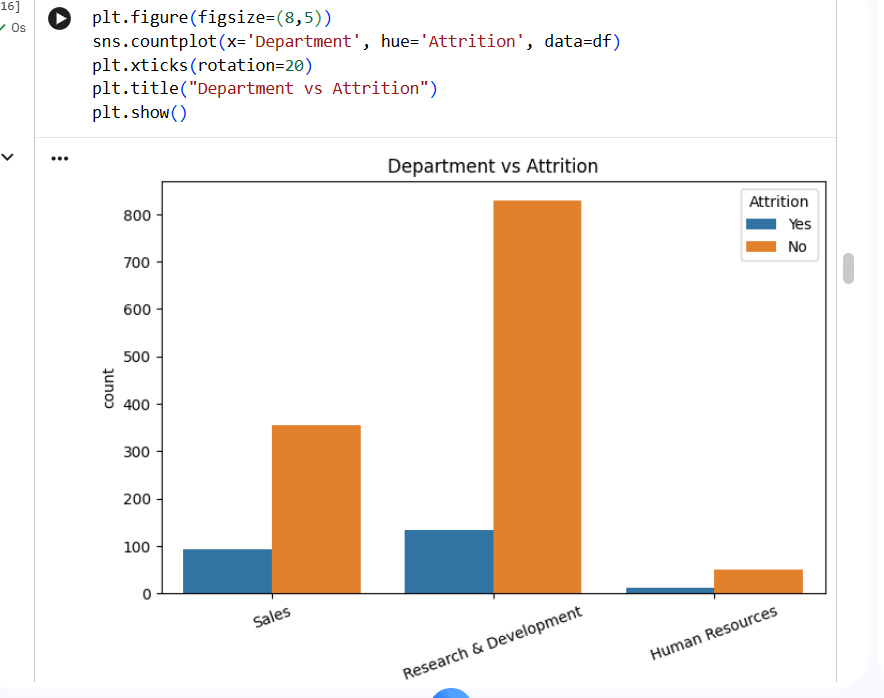 16]
0s
plt.figure(figsize=(8,5))
sns.countplot(x='Department', hue='Attrition', data=df)
plt.xticks(rotation=20)
plt.title("Department vs Attrition")
plt.show()
Department vs Attrition
Attrition
Yes
No
800
700
600
500
400
300
200
100
0
count
Sales
Research & Development
Human Resources